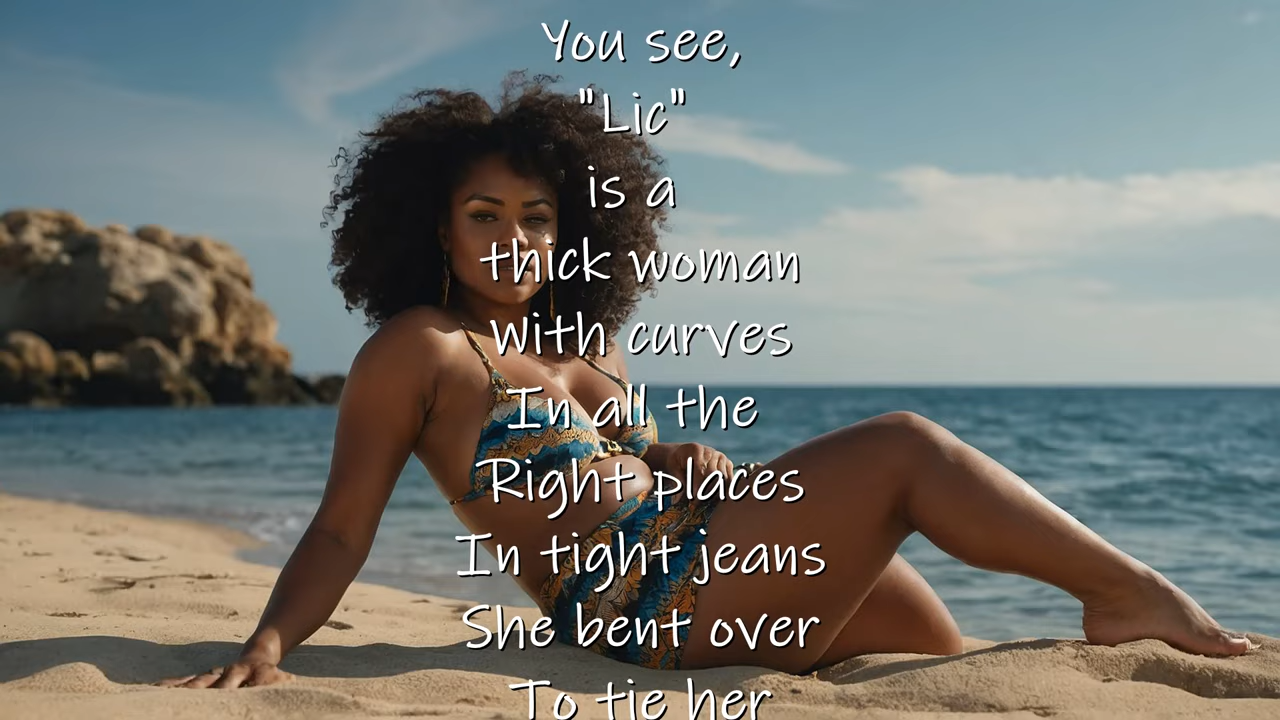 You see,
"Lic"
is a
thick woman
With curves
In all the
Right places
In tight jeans
She bent over
To tie her